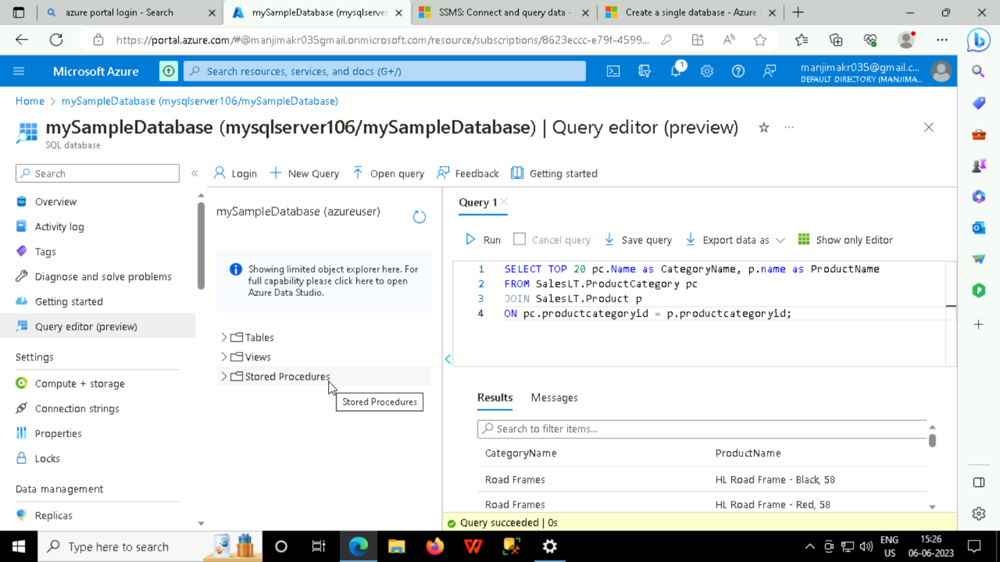 azure portal login - Search
mySampleDatabase (mysqlserver
SSMS: Connect and query data -
Create a single database - Azure S
https://portal.azure.com/#@manjimakr035gmail.onmicrosoft.com/resource/subscriptions/8623eccc-e79f-4599...
Microsoft Azure
Search resources, services, and docs (G+/)
1
manjimakr035@gmail.c...
DEFAULT DIRECTORY (MANJIMA...
Home > mySampleDatabase (mysqlserver106/mySampleDatabase)
mySampleDatabase (mysqlserver106/mySampleDatabase) | Query editor (preview)
SQL database
Search
Login
New Query
Open query
Feedback
Getting started
Overview
Activity log
Tags
Diagnose and solve problems
Getting started
Query editor (preview)
Settings
Compute + storage
Connection strings
Properties
Locks
Data management
Replicas
mySampleDatabase (azureuser)
Showing limited object explorer here. For
full capability please click here to open
Azure Data Studio.
Tables
Views
Stored Procedures
Stored Procedures
Query 1
Run
Cancel query
Save query
Export data as
Show only Editor
1 SELECT TOP 20 pc.Name as CategoryName, p.name as ProductName
2 FROM SalesLT.ProductCategory pc
3 JOIN SalesLT.Product p
4 ON pc.productcategoryid = p.productcategoryid;
Results
Messages
Search to filter items...
CategoryName ProductName
Road Frames HL Road Frame - Black, 58
Road Frames HL Road Frame - Red, 58
Query succeeded | 0s
Type here to search
ENG
US
15:26
06-06-2023